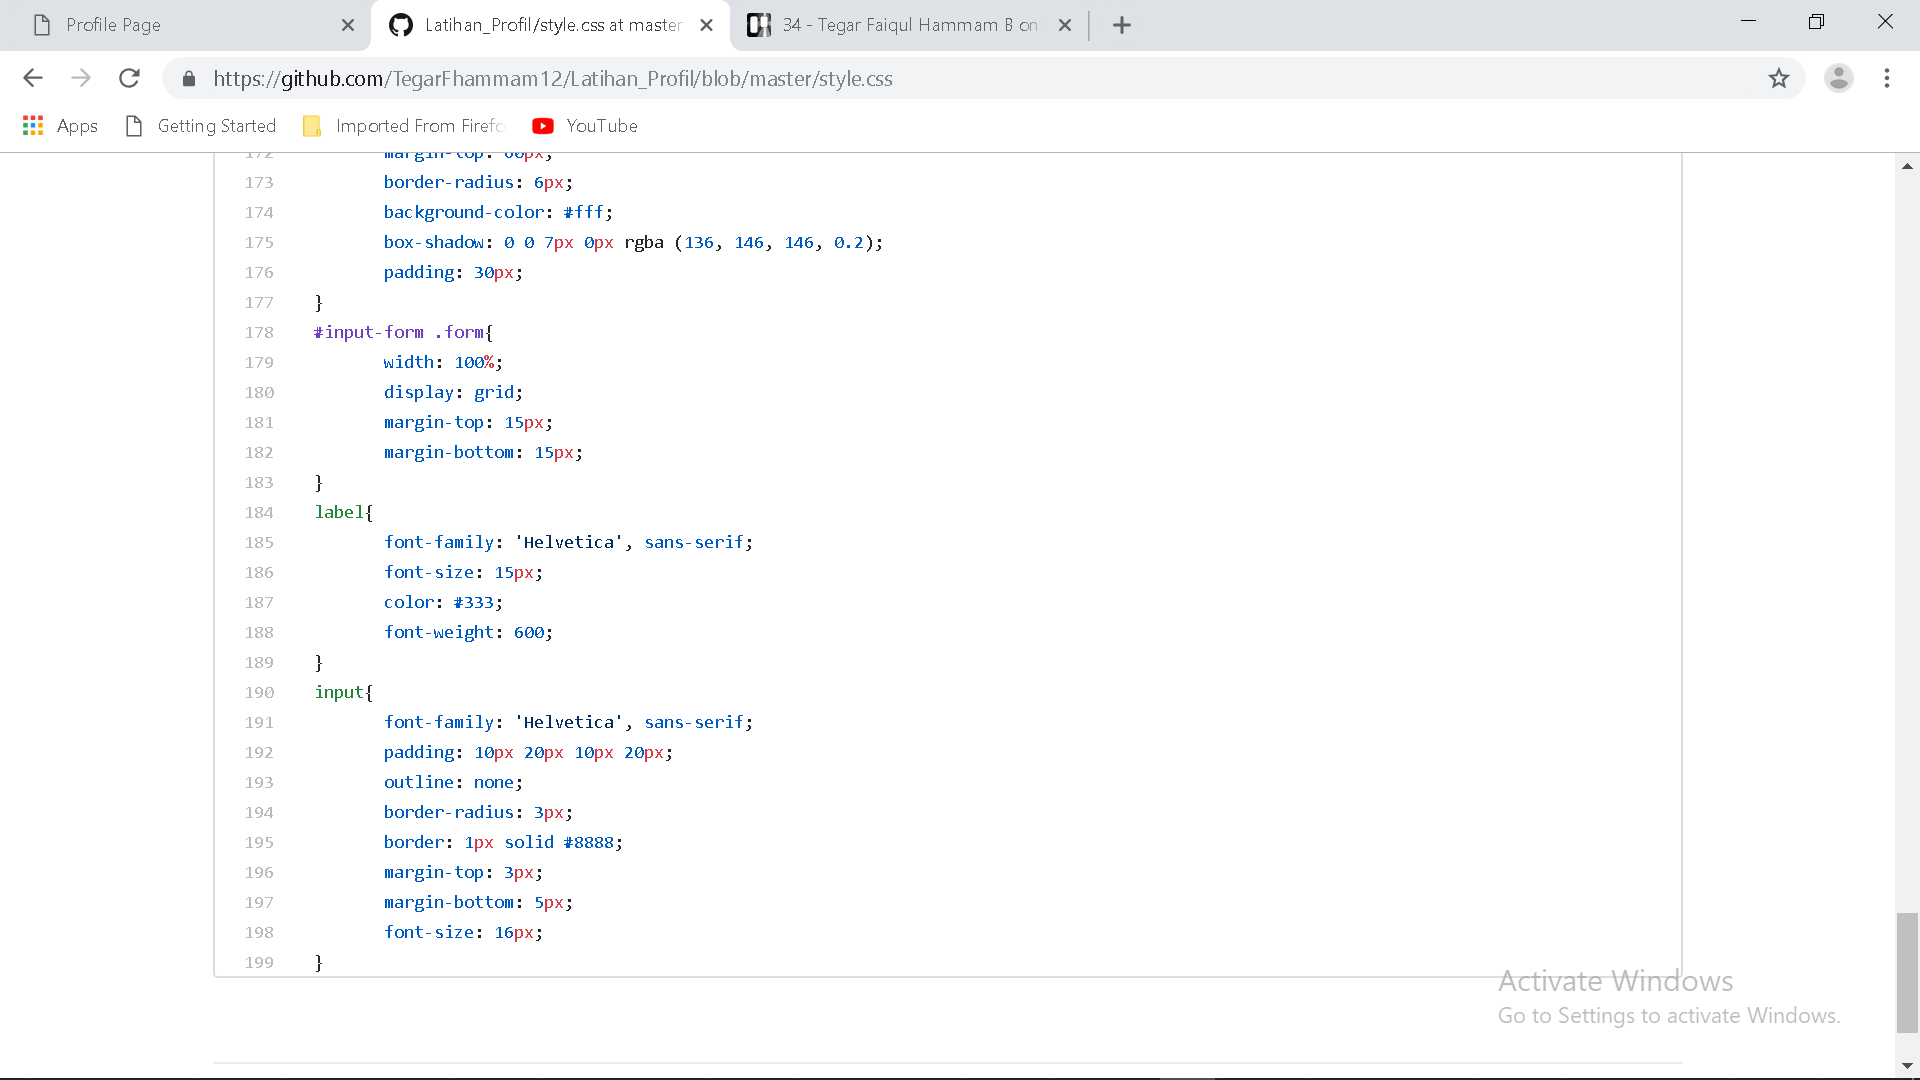 Profile Page
Latihan_Profil/style.css at master
34 - Tegar Faiqul Hammam B on
https://github.com/TegarFhammam12/Latihan_Profil/blob/master/style.css
Apps Getting Started Imported From Firefo YouTube
172 margin-top: 60px;
173 border-radius: 6px;
174 background-color: #fff;
175 box-shadow: 0 0 7px 0px rgba (136, 146, 146, 0.2);
176 padding: 30px;
177 }
178 #input-form .form{
179 width: 100%;
180 display: grid;
181 margin-top: 15px;
182 margin-bottom: 15px;
183 }
184 label{
185 font-family: 'Helvetica', sans-serif;
186 font-size: 15px;
187 color: #333;
188 font-weight: 600;
189 }
190 input{
191 font-family: 'Helvetica', sans-serif;
192 padding: 10px 20px 10px 20px;
193 outline: none;
194 border-radius: 3px;
195 border: 1px solid #8888;
196 margin-top: 3px;
197 margin-bottom: 5px;
198 font-size: 16px;
199 }
Activate Windows
Go to Settings to activate Windows.